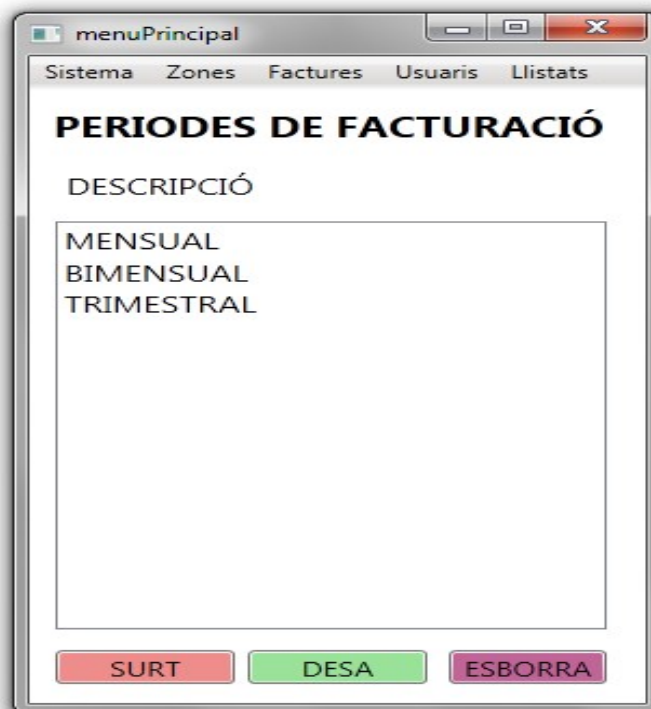 menuPrincipal
Sistema Zones Factures Usuaris Llistats
PERIODES DE FACTURACIÓ
DESCRIPCIÓ
MENSUAL
BIMENSUAL
TRIMESTRAL
SURT DESA ESBORRA